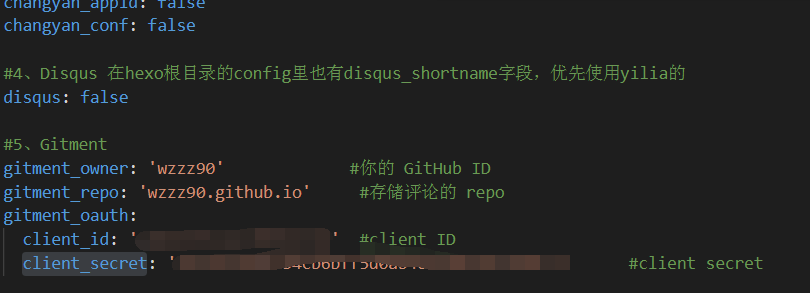 changyan_appid: false
changyan_conf: false
#4、Disqus 在hexo根目录的config里也有disqus_shortname字段，优先使用yilia的
disqus: false
#5、Gitment
gitment_owner: 'wzzz90' #你的 GitHub ID
gitment_repo: 'wzzz90.github.io' #存储评论的 repo
gitment_oauth:
client_id: ' ' #client ID
client_secret: ' #client secret